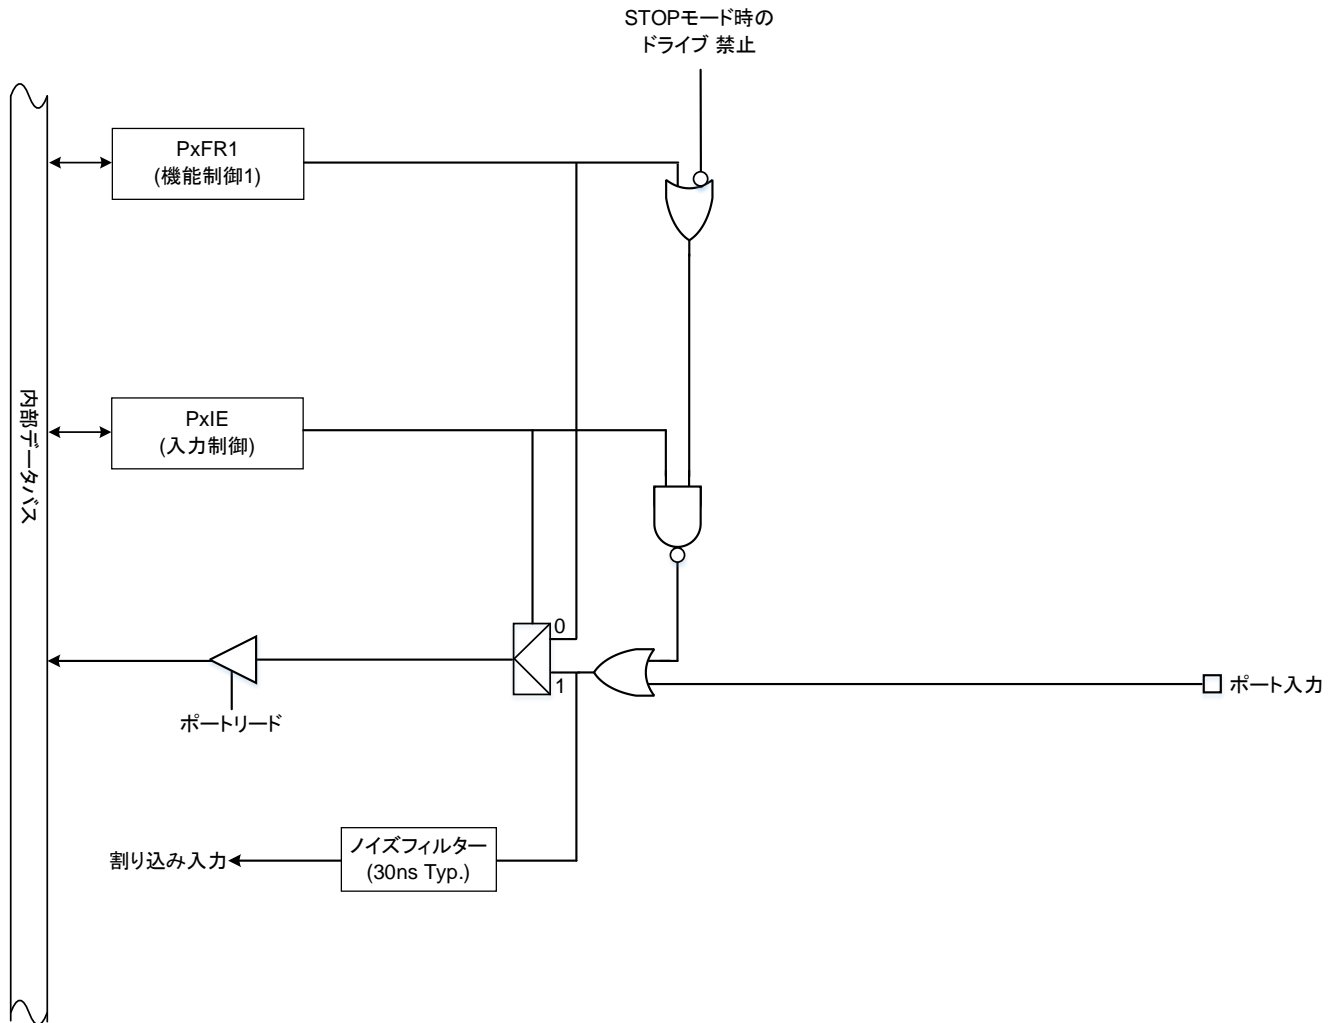 STOPモード時の
ドライブ 禁止
PxFR1
(機能制御1)
内部データバス
PxIE
(入力制御)
0
1
ポート入力
ポートリード
ノイズフィルター
(30ns Typ.)
割り込み入力